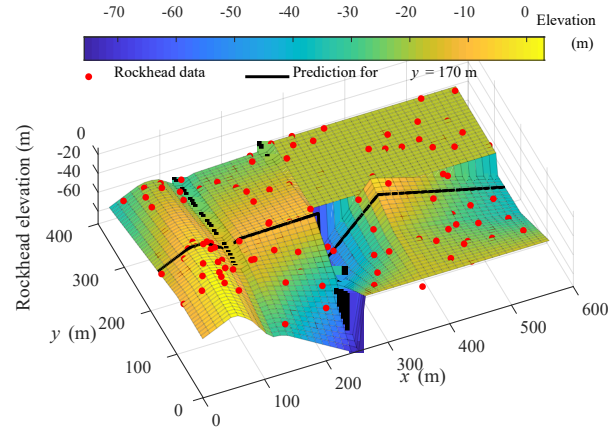 -70 -60 -50 -40 -30 -20 -10 0 Elevation
(m)
Rockhead data Prediction for y = 170 m
Rockhead elevation (m)
0
-20
-40
-60
400
300
200
100
0
y (m)
0
100
200
300
400
500
600
x (m)